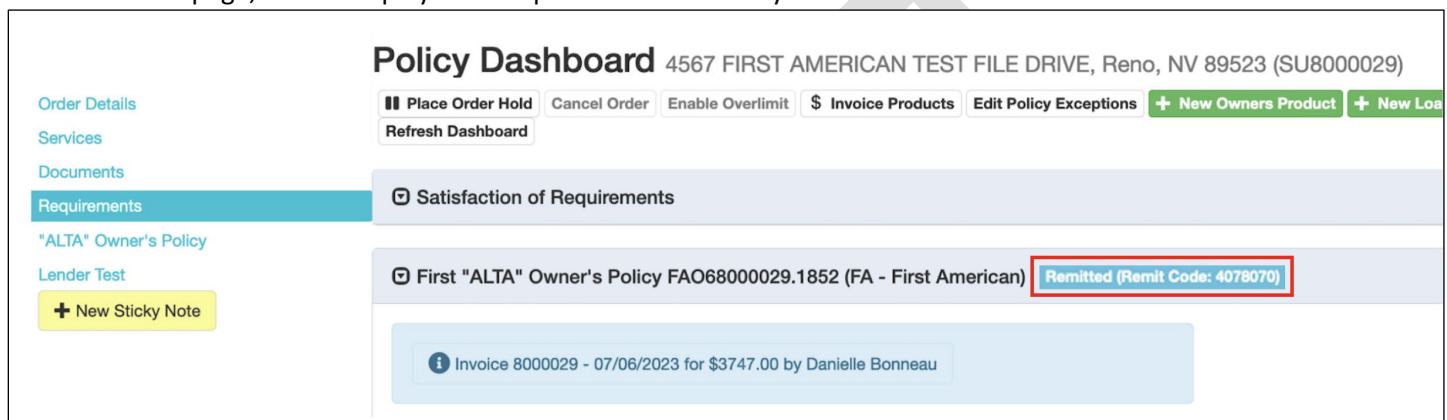 Policy Dashboard 4567 FIRST AMERICAN TEST FILE DRIVE, Reno, NV 89523 (SU8000029)
Order Details
Services
Documents
Requirements
"ALTA" Owner's Policy
Lender Test
+ New Sticky Note
Place Order Hold Cancel Order Enable Overlimit $ Invoice Products Edit Policy Exceptions + New Owners Product + New Loa
Refresh Dashboard
Satisfaction of Requirements
First "ALTA" Owner's Policy FAO68000029.1852 (FA - First American) Remitted (Remit Code: 4078070)
Invoice 8000029 - 07/06/2023 for $3747.00 by Danielle Bonneau